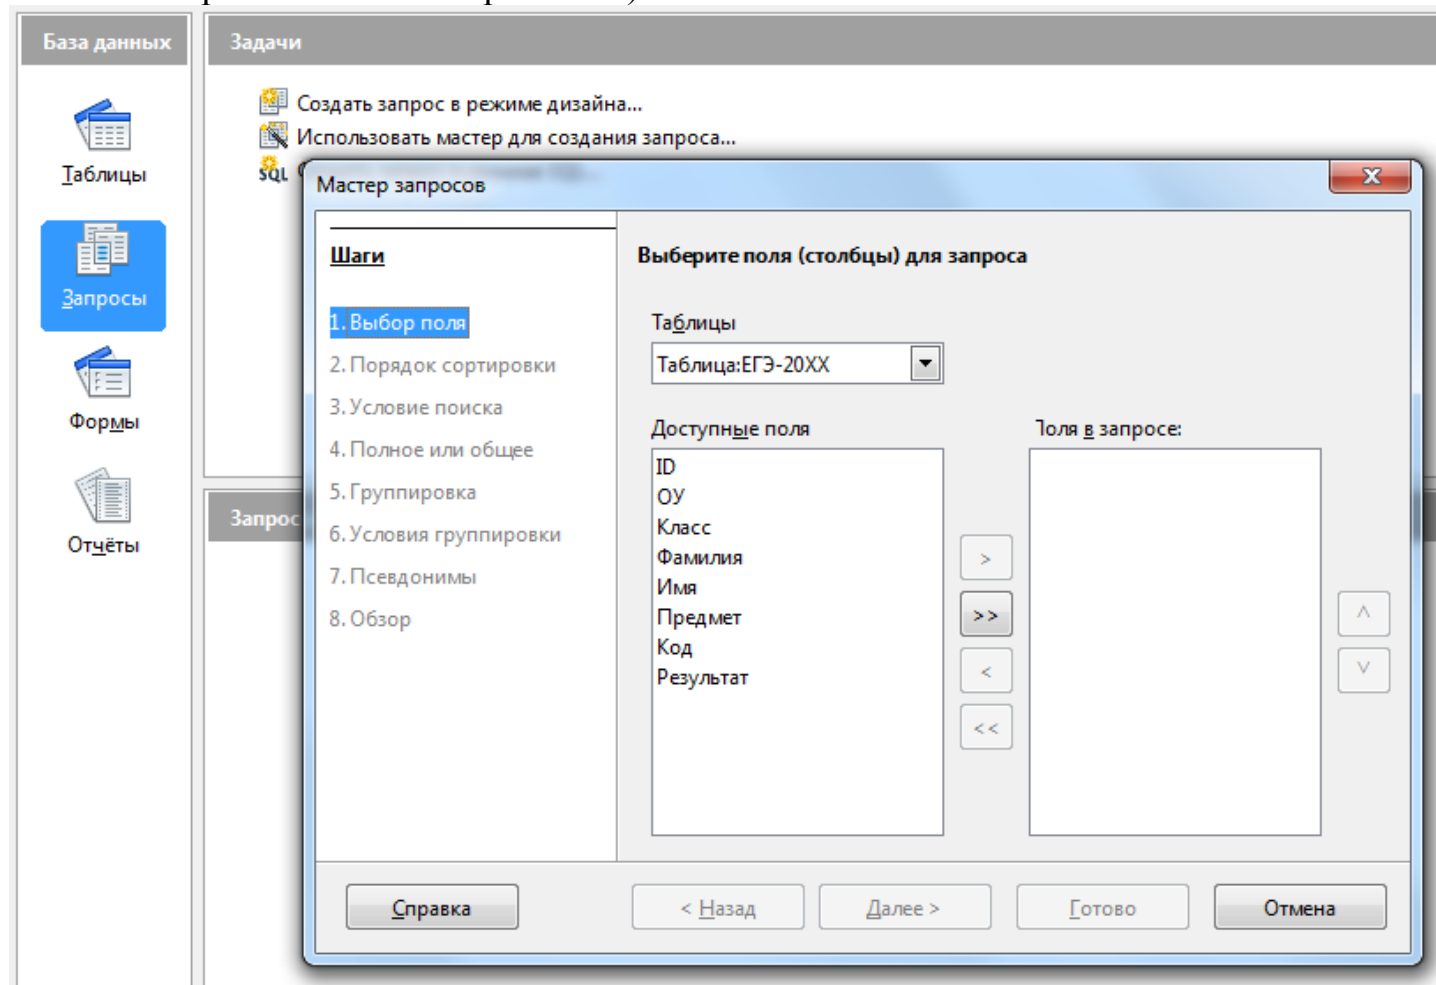 База данных
Задачи
Создать запрос в режиме дизайна...
Использовать мастер для создания запроса...
SQL
Таблицы
Запросы
Формы
Отчёты
Запрос
Мастер запросов
Шаги
1. Выбор поля
2. Порядок сортировки
3. Условие поиска
4. Полное или общее
5. Группировка
6. Условия группировки
7. Псевдонимы
8. Обзор
Выберите поля (столбцы) для запроса
Таблицы
Таблица:ЕГЭ-20XX
Доступные поля
ID
ОУ
Класс
Фамилия
Имя
Предмет
Код
Результат
>
>>
<
<<
Поля в запросе:
^
v
Справка
< Назад
Далее >
Готово
Отмена